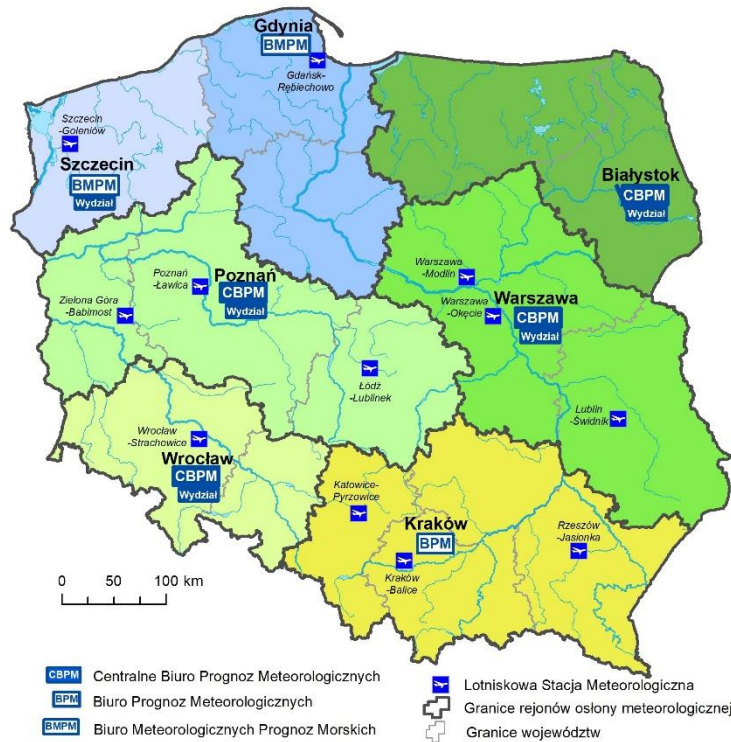 Gdynia
BMPM
Gdańsk
-Rębiechowo
Szczecin
-Goleniów
Szczecin
BMPM
Wydział
Białystok
CBPM
Wydział
Poznań
-Ławica
Poznań
CBPM
Wydział
Warszawa
-Modlin
Warszawa
-Okęcie
Warszawa
CBPM
Wydział
Zielona Góra
-Babimost
Łódź
-Lublinek
Lublin
-Świdnik
Wrocław
-Strachowice
Wrocław
CBPM
Wydział
Katowice-
Pyrzowice
Kraków
BPM
Kraków
-Balice
Rzeszów
-Jasionka
0 50 100 km
CBPM Centralne Biuro Prognoz Meteorologicznych
BPM Biuro Prognoz Meteorologicznych
BMPM Biuro Meteorologicznych Prognoz Morskich
Lotniskowa Stacja Meteorologiczna
Granice rejonów osłony meteorologicznej
Granice województw